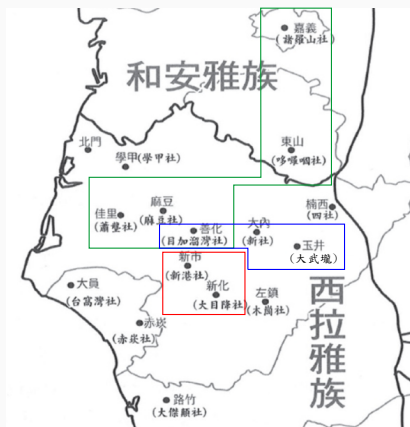 嘉義
(諸羅山社)
和安雅族
北門
學甲(學甲社)
東山
(哆囉嘓社)
佳里
(蕭壟社)
麻豆
(麻豆社)
善化
(目加溜灣社)
大內
(新社)
楠西
(四社)
玉井
(大武壠)
新市
(新港社)
新化
(大目降社)
左鎮
(木崗社)
大員
(台窩灣社)
赤崁
(赤崁社)
西拉雅族
路竹
(大傑顛社)